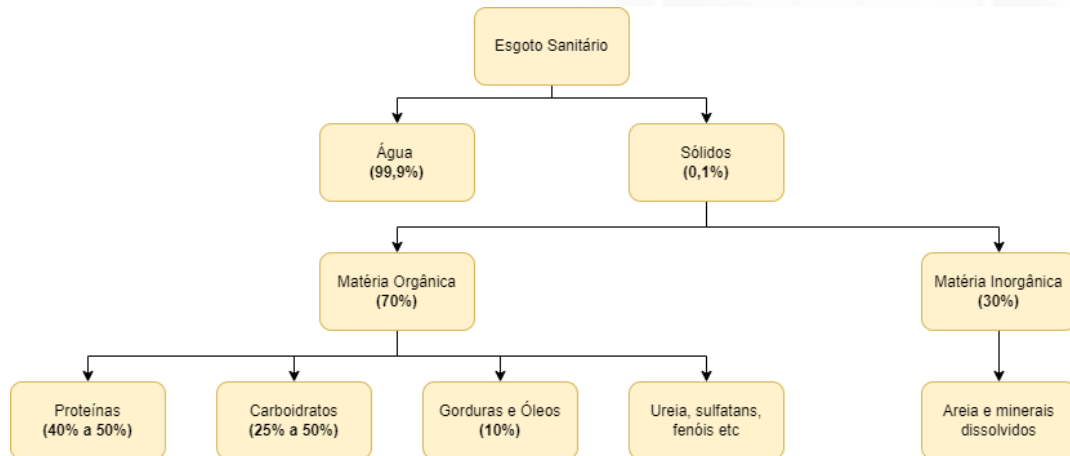 Esgoto Sanitário
Água
(99,9%)
Sólidos
(0,1%)
Matéria Orgânica
(70%)
Matéria Inorgânica
(30%)
Proteínas
(40% a 50%)
Carboidratos
(25% a 50%)
Gorduras e Óleos
(10%)
Ureia, sulfatans,
fenóis etc
Areia e minerais
dissolvidos